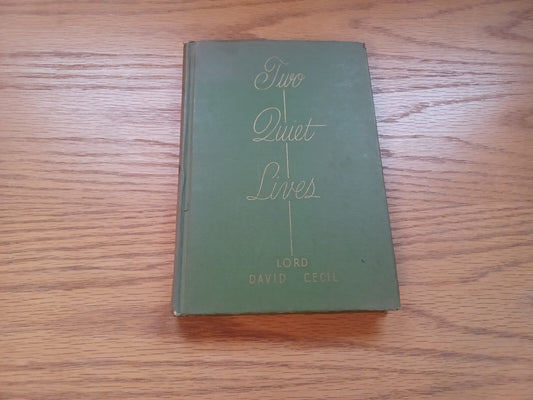 Two
Quiet
Lives
LORD
DAVID CECIL